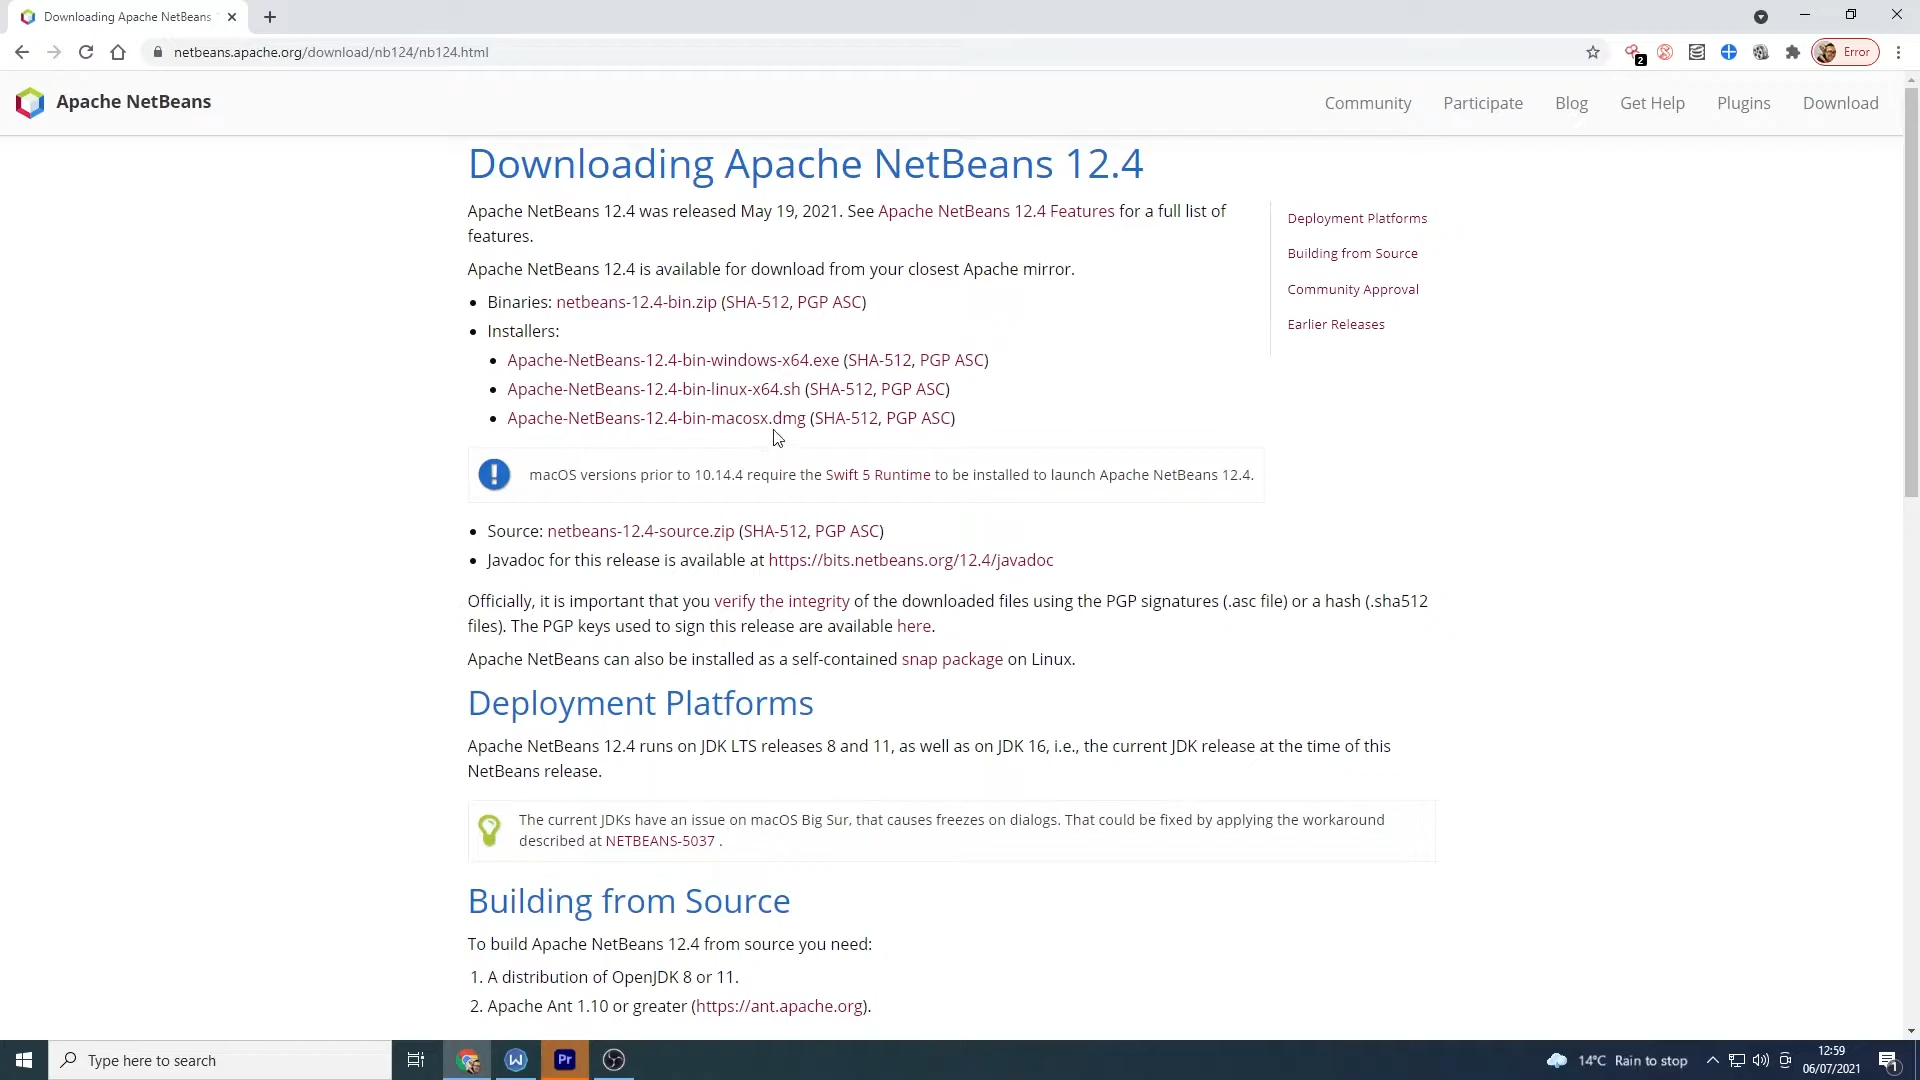 Downloading Apache NetBeans
netbeans.apache.org/download/nb124/nb124.html
2
Error
Apache NetBeans
Community
Participate
Blog
Get Help
Plugins
Download
Downloading Apache NetBeans 12.4
Apache NetBeans 12.4 was released May 19, 2021. See Apache NetBeans 12.4 Features for a full list of
features.
Apache NetBeans 12.4 is available for download from your closest Apache mirror.
• Binaries: netbeans-12.4-bin.zip (SHA-512, PGP ASC)
• Installers:
• Apache-NetBeans-12.4-bin-windows-x64.exe (SHA-512, PGP ASC)
• Apache-NetBeans-12.4-bin-linux-x64.sh (SHA-512, PGP ASC)
• Apache-NetBeans-12.4-bin-macosx.dmg (SHA-512, PGP ASC)
Deployment Platforms
Building from Source
Community Approval
Earlier Releases
macOS versions prior to 10.14.4 require the Swift 5 Runtime to be installed to launch Apache NetBeans 12.4.
• Source: netbeans-12.4-source.zip (SHA-512, PGP ASC)
• Javadoc for this release is available at https://bits.netbeans.org/12.4/javadoc
Officially, it is important that you verify the integrity of the downloaded files using the PGP signatures (.asc file) or a hash (.sha512
files). The PGP keys used to sign this release are available here.
Apache NetBeans can also be installed as a self-contained snap package on Linux.
Deployment Platforms
Apache NetBeans 12.4 runs on JDK LTS releases 8 and 11, as well as on JDK 16, i.e., the current JDK release at the time of this
NetBeans release.
The current JDKs have an issue on macOS Big Sur, that causes freezes on dialogs. That could be fixed by applying the workaround
described at NETBEANS-5037 .
Building from Source
To build Apache NetBeans 12.4 from source you need:
1. A distribution of OpenJDK 8 or 11.
2. Apache Ant 1.10 or greater (https://ant.apache.org).
Type here to search
W
Pr
14°C Rain to stop
12:59
06/07/2021
1